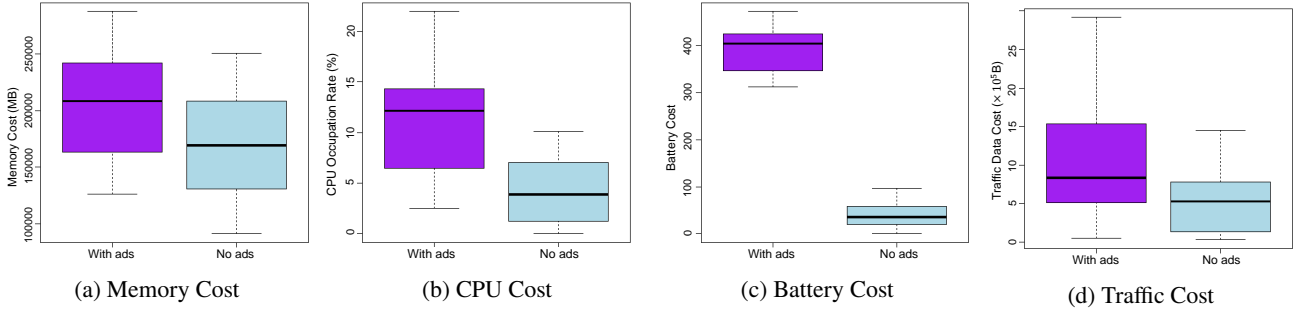 Memory Cost (MB)
250000
200000
150000
100000
With ads
No ads
(a) Memory Cost
CPU Occupation Rate (%)
20
15
10
5
0
With ads
No ads
(b) CPU Cost
Battery Cost
400
300
200
100
0
With ads
No ads
(c) Battery Cost
Traffic Data Cost (× 10⁵B)
25
20
15
10
5
0
With ads
No ads
(d) Traffic Cost